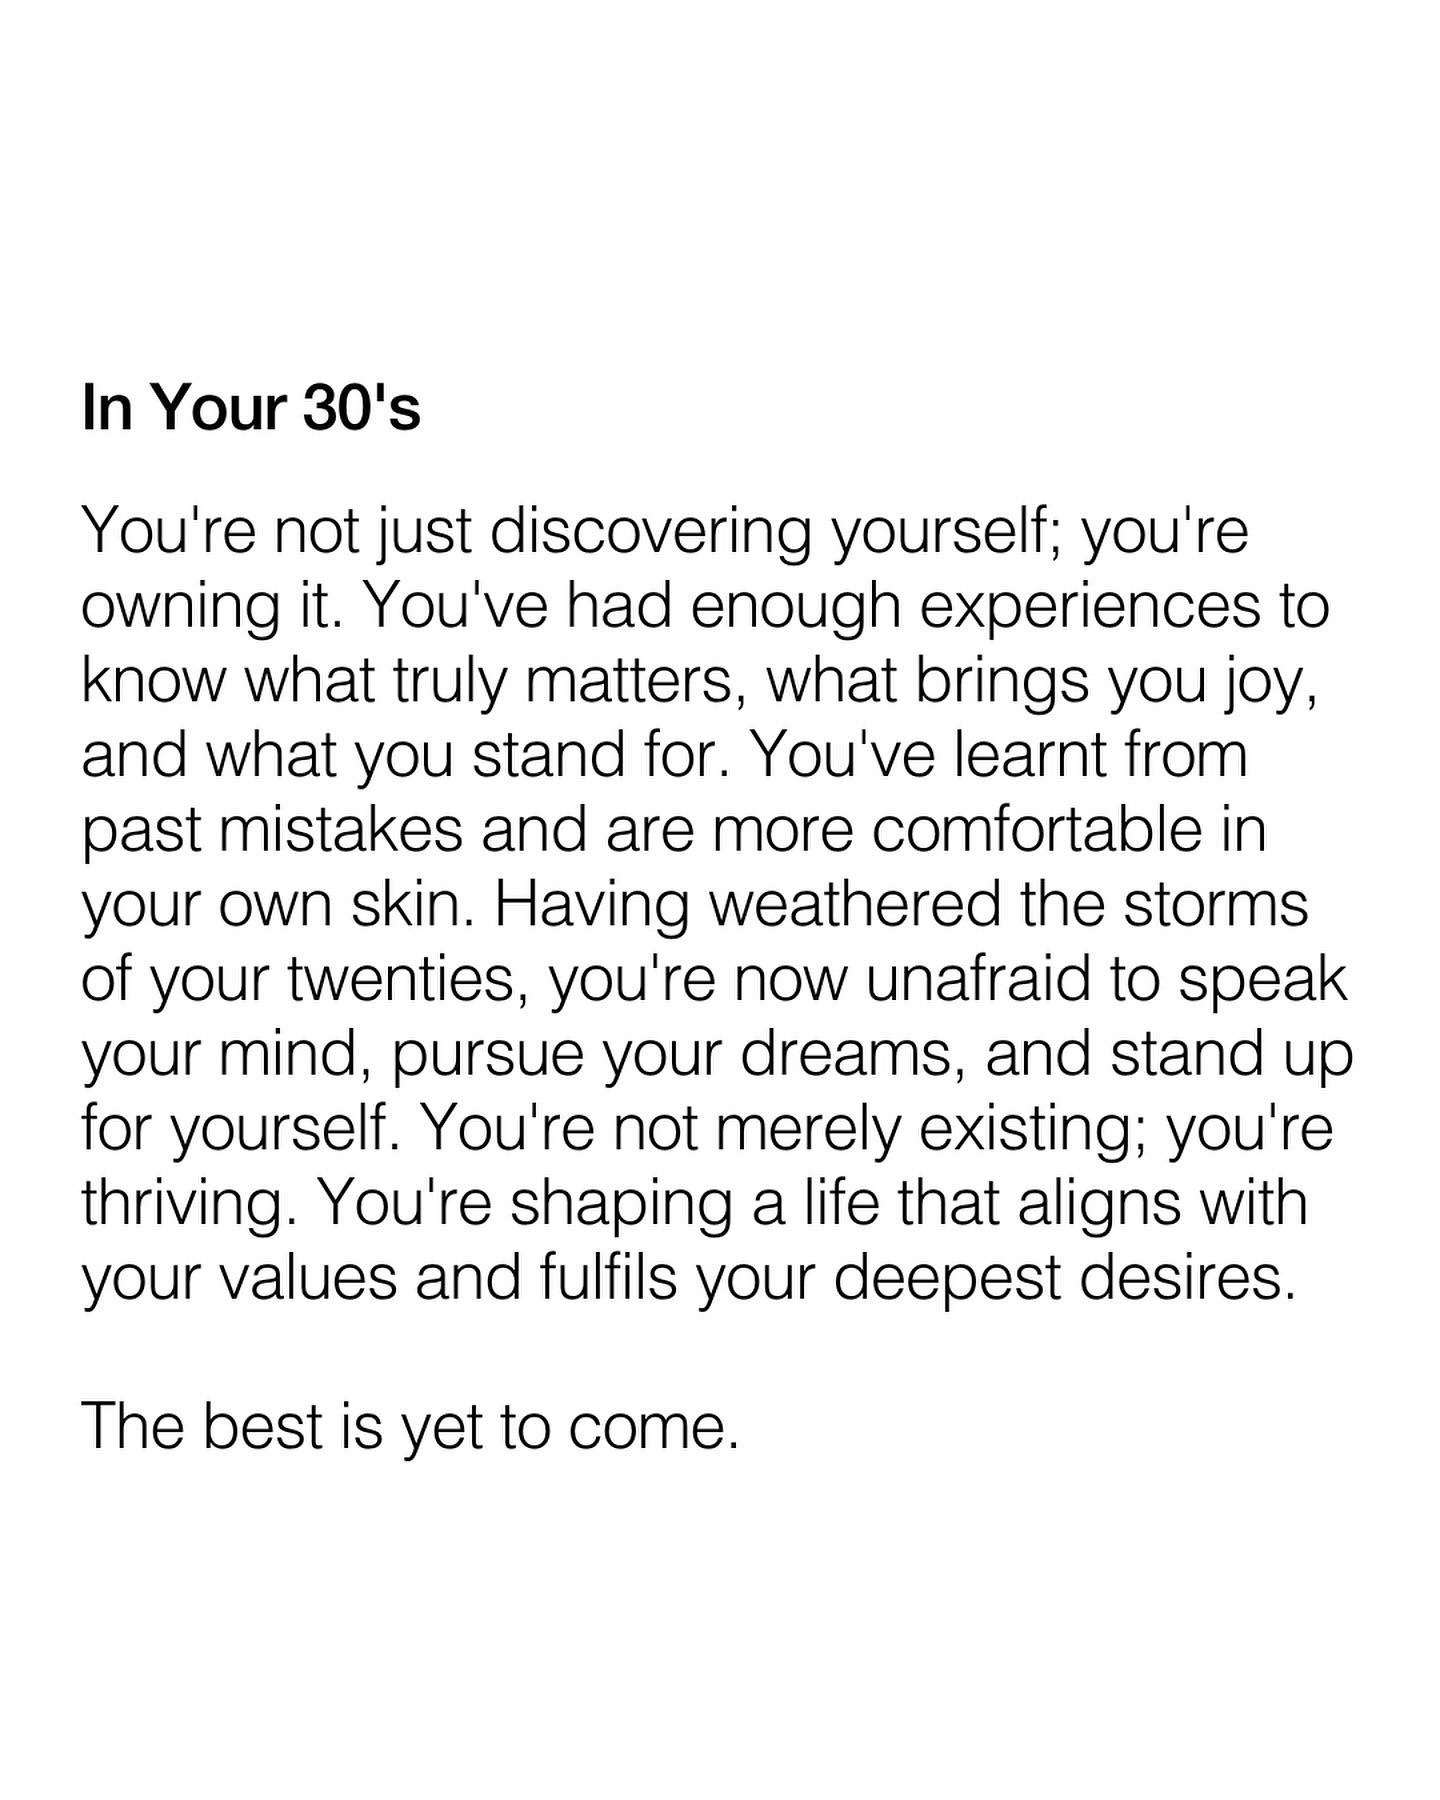 In Your 30's
You're not just discovering yourself; you're
owning it. You've had enough experiences to
know what truly matters, what brings you joy,
and what you stand for. You've learnt from
past mistakes and are more comfortable in
your own skin. Having weathered the storms
of your twenties, you're now unafraid to speak
your mind, pursue your dreams, and stand up
for yourself. You're not merely existing; you're
thriving. You're shaping a life that aligns with
your values and fulfils your deepest desires.
The best is yet to come.